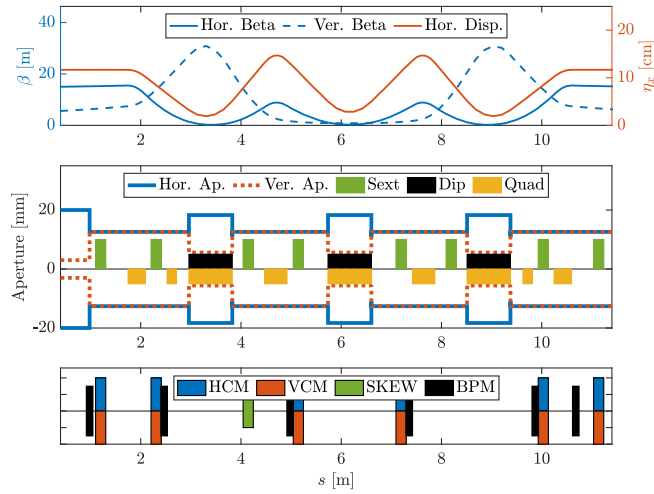 Hor. Beta Ver. Beta Hor. Disp.
40
20
0
β [m]
20
10
0
η_x [cm]
2 4 6 8 10
Hor. Ap. Ver. Ap. Sext Dip Quad
20
0
-20
Aperture [mm]
2 4 6 8 10
HCM VCM SKEW BPM
2 4 6 8 10
s [m]